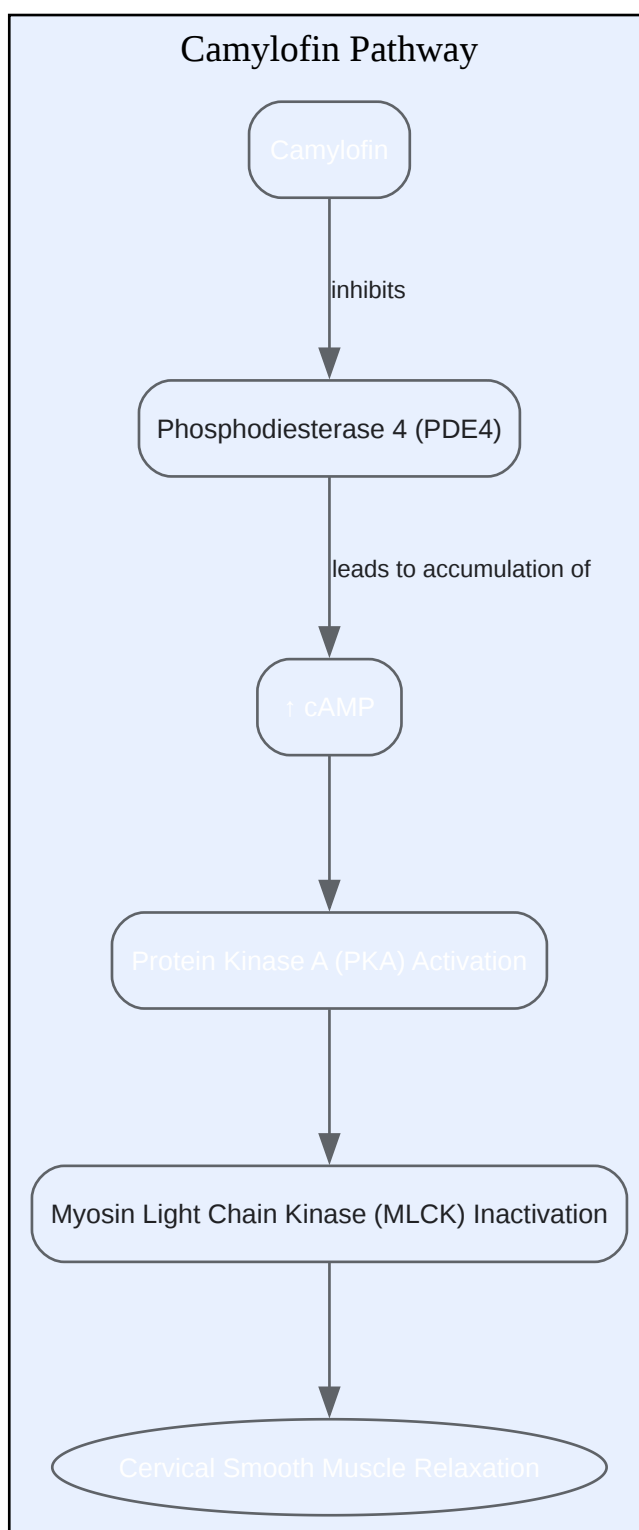 Camylofin Pathway
Camylofin
inhibits
Phosphodiesterase 4 (PDE4)
leads to accumulation of
↑ cAMP
Protein Kinase A (PKA) Activation
Myosin Light Chain Kinase (MLCK) Inactivation
Cervical Smooth Muscle Relaxation